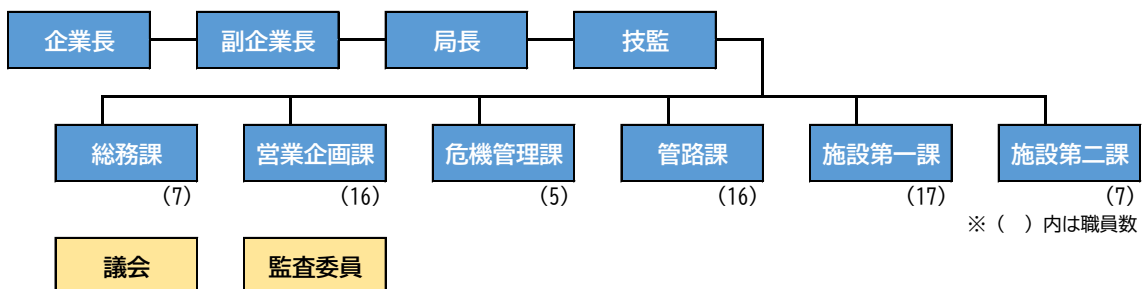 企業長 副企業長 局長 技監
総務課 営業企画課 危機管理課 管路課 施設第一課 施設第二課
(7) (16) (5) (16) (17) (7)
※（　）内は職員数
議会 監査委員